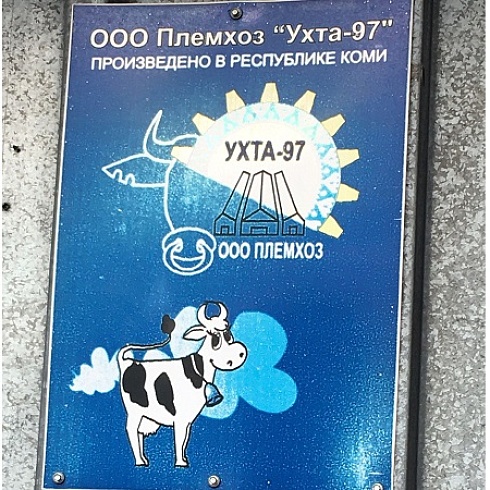 ООО Племхоз "Ухта-97"
ПРОИЗВЕДЕНО В РЕСПУБЛИКЕ КОМИ
УХТА-97
ООО ПЛЕМХОЗ